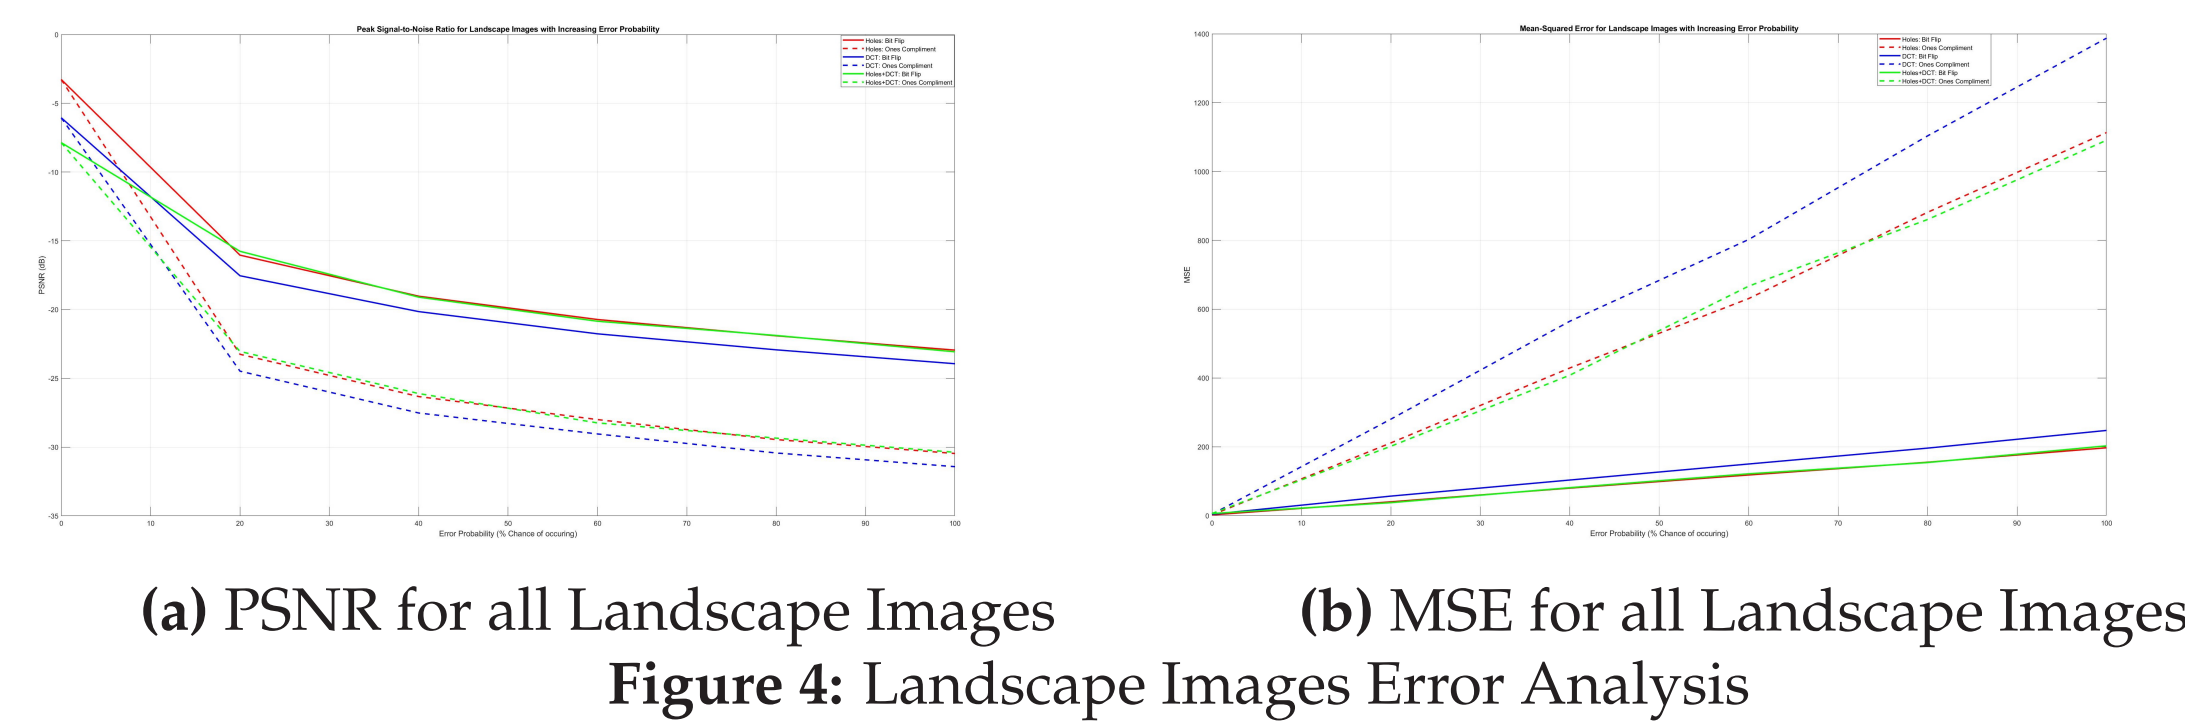 Peak Signal-to-Noise Ratio for Landscape Images with Increasing Error Probability
Holes: Bit Flip
Holes: Ones Compliment
DCT: Bit Flip
DCT: Ones Compliment
Holes+DCT: Bit Flip
Holes+DCT: Ones Compliment
PSNR (dB)
0
-5
-10
-15
-20
-25
-30
-35
0 10 20 30 40 50 60 70 80 90 100
Error Probability (% Chance of occuring)
(a) PSNR for all Landscape Images
Mean-Squared Error for Landscape Images with Increasing Error Probability
Holes: Bit Flip
Holes: Ones Compliment
DCT: Bit Flip
DCT: Ones Compliment
Holes+DCT: Bit Flip
Holes+DCT: Ones Compliment
MSE
1400
1200
1000
800
600
400
200
0
0 10 20 30 40 50 60 70 80 90 100
Error Probability (% Chance of occuring)
(b) MSE for all Landscape Images
Figure 4: Landscape Images Error Analysis